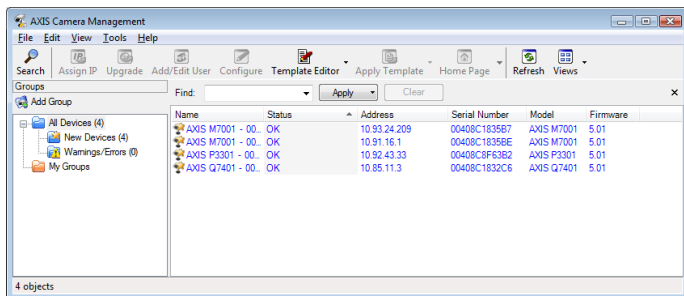 AXIS Camera Management
File Edit View Tools Help
Search Assign IP Upgrade Add/Edit User Configure Template Editor Apply Template Home Page Refresh Views
Groups
Add Group
All Devices (4)
New Devices (4)
Warnings/Errors (0)
My Groups
Find: Apply Clear
Name Status Address Serial Number Model Firmware
AXIS M7001 - 00... OK 10.93.24.209 00408C1835B7 AXIS M7001 5.01
AXIS M7001 - 00... OK 10.91.16.1 00408C1835BE AXIS M7001 5.01
AXIS P3301 - 00... OK 10.92.43.33 00408C8F63B2 AXIS P3301 5.01
AXIS Q7401 - 00... OK 10.85.11.3 00408C1832C6 AXIS Q7401 5.01
4 objects